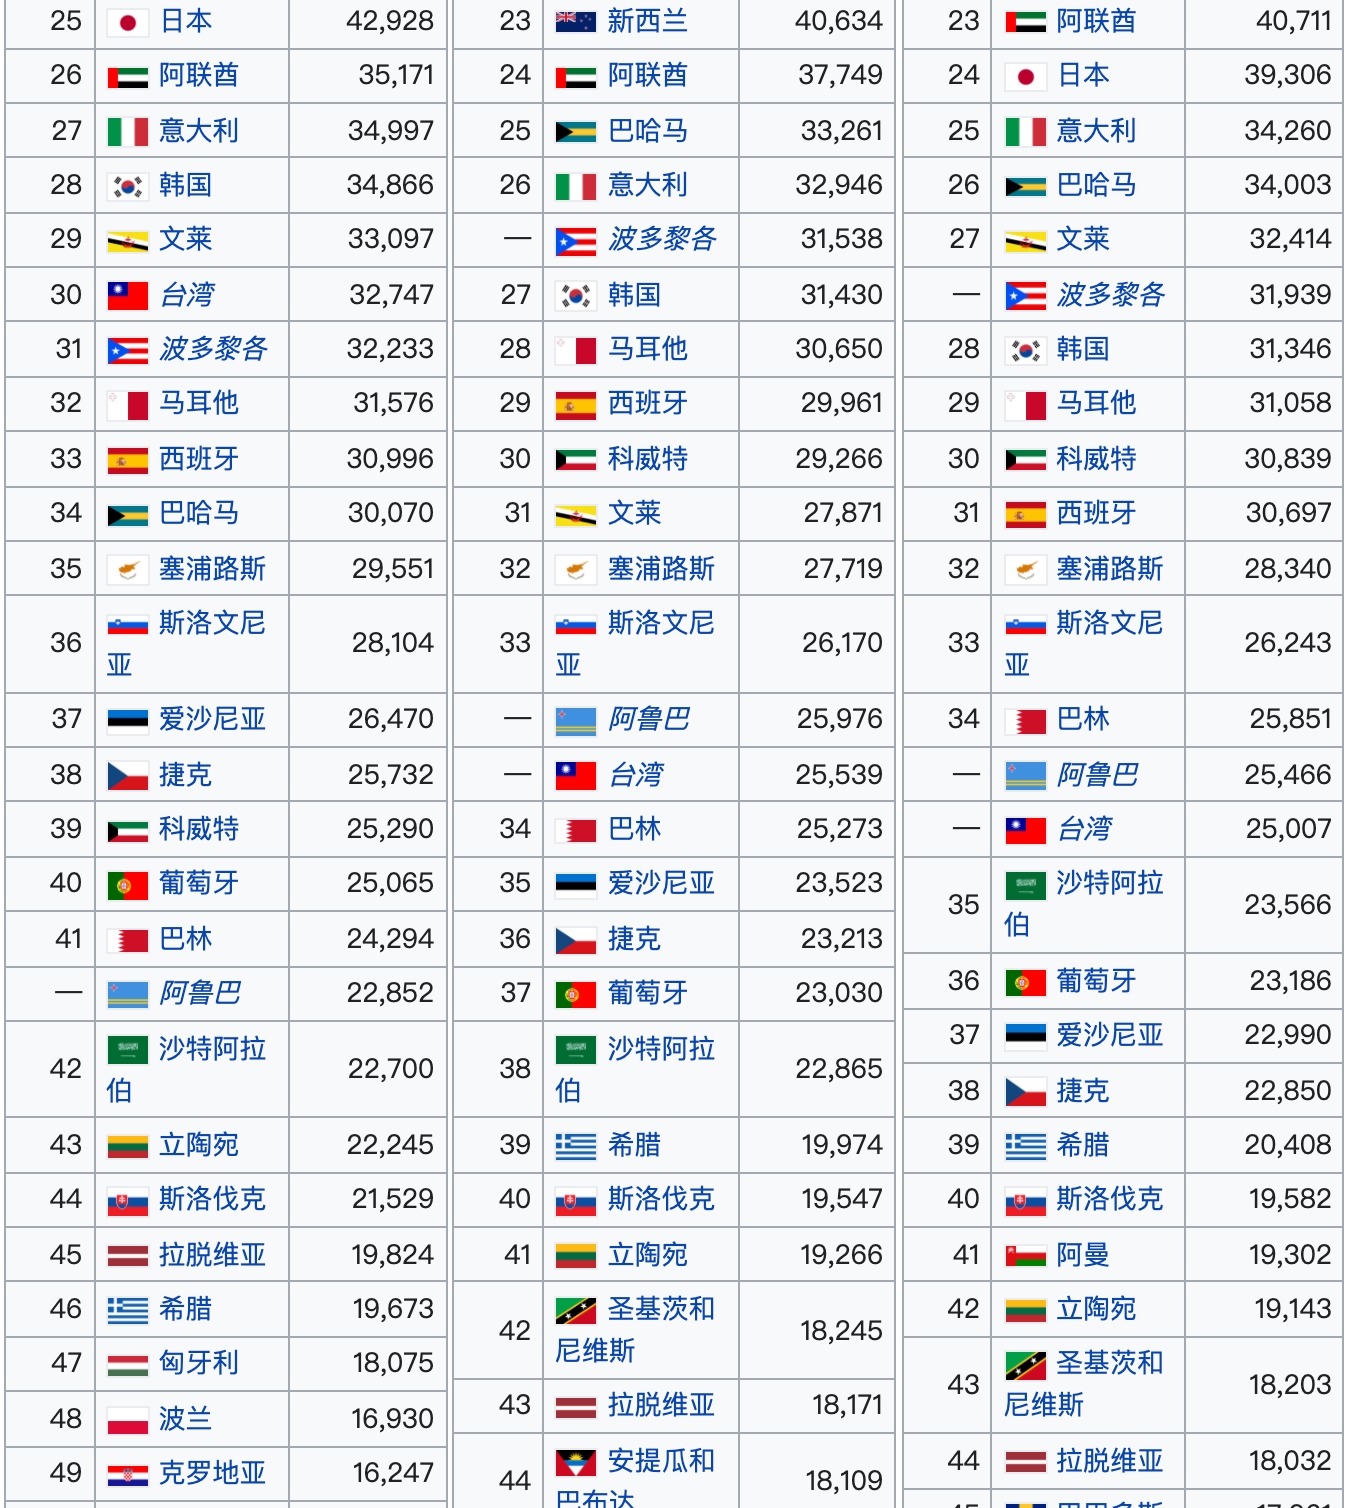 25 日本 42,928
26 阿联酋 35,171
27 意大利 34,997
28 韩国 34,866
29 文莱 33,097
30 台湾 32,747
31 波多黎各 32,233
32 马耳他 31,576
33 西班牙 30,996
34 巴哈马 30,070
35 塞浦路斯 29,551
36 斯洛文尼 28,104
亚
37 爱沙尼亚 26,470
38 捷克 25,732
39 科威特 25,290
40 葡萄牙 25,065
41 巴林 24,294
— 阿鲁巴 22,852
42 沙特阿拉 22,700
伯
43 立陶宛 22,245
44 斯洛伐克 21,529
45 拉脱维亚 19,824
46 希腊 19,673
47 匈牙利 18,075
48 波兰 16,930
49 克罗地亚 16,247
23 新西兰 40,634
24 阿联酋 37,749
25 巴哈马 33,261
26 意大利 32,946
— 波多黎各 31,538
27 韩国 31,430
28 马耳他 30,650
29 西班牙 29,961
30 科威特 29,266
31 文莱 27,871
32 塞浦路斯 27,719
33 斯洛文尼 26,170
亚
— 阿鲁巴 25,976
— 台湾 25,539
34 巴林 25,273
35 爱沙尼亚 23,523
36 捷克 23,213
37 葡萄牙 23,030
38 沙特阿拉 22,865
伯
39 希腊 19,974
40 斯洛伐克 19,547
41 立陶宛 19,266
42 圣基茨和 18,245
尼维斯
43 拉脱维亚 18,171
44 安提瓜和 18,109
巴布达
23 阿联酋 40,711
24 日本 39,306
25 意大利 34,260
26 巴哈马 34,003
27 文莱 32,414
— 波多黎各 31,939
28 韩国 31,346
29 马耳他 31,058
30 科威特 30,839
31 西班牙 30,697
32 塞浦路斯 28,340
33 斯洛文尼 26,243
亚
34 巴林 25,851
— 阿鲁巴 25,466
— 台湾 25,007
35 沙特阿拉 23,566
伯
36 葡萄牙 23,186
37 爱沙尼亚 22,990
38 捷克 22,850
39 希腊 20,408
40 斯洛伐克 19,582
41 阿曼 19,302
42 立陶宛 19,143
43 圣基茨和 18,203
尼维斯
44 拉脱维亚 18,032